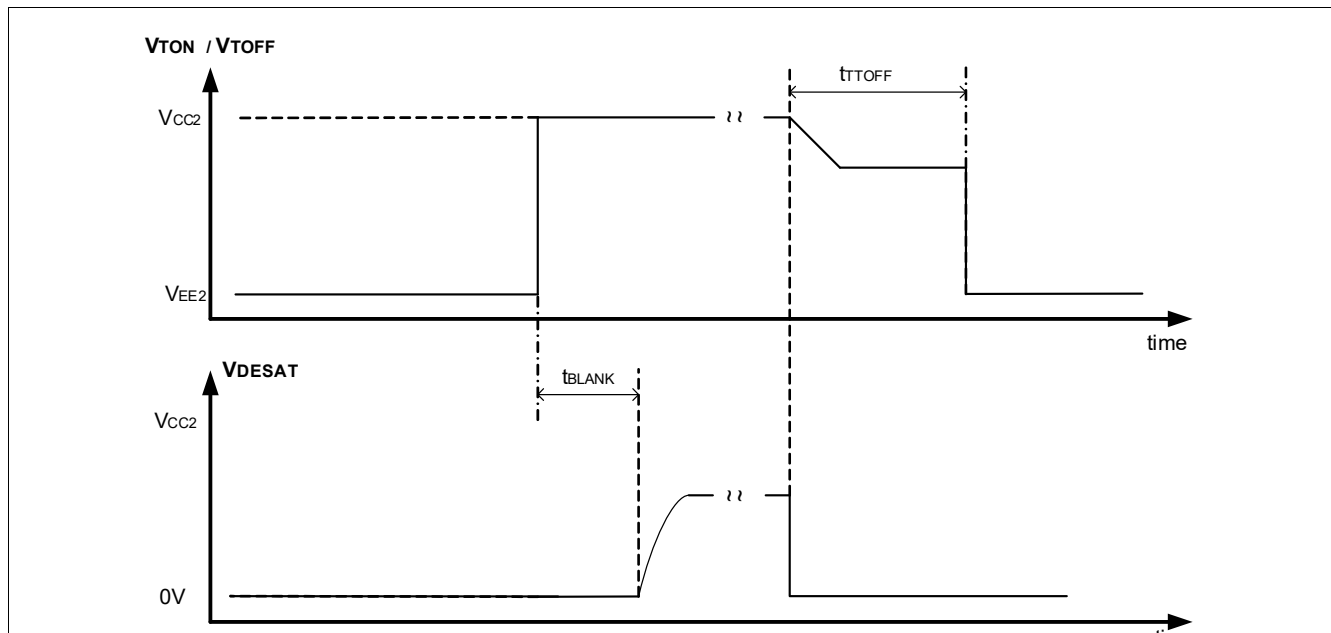 VTON / VTOFF
tTTOFF
VCC2
VEE2
time
VDESAT
tBLANK
VCC2
0V